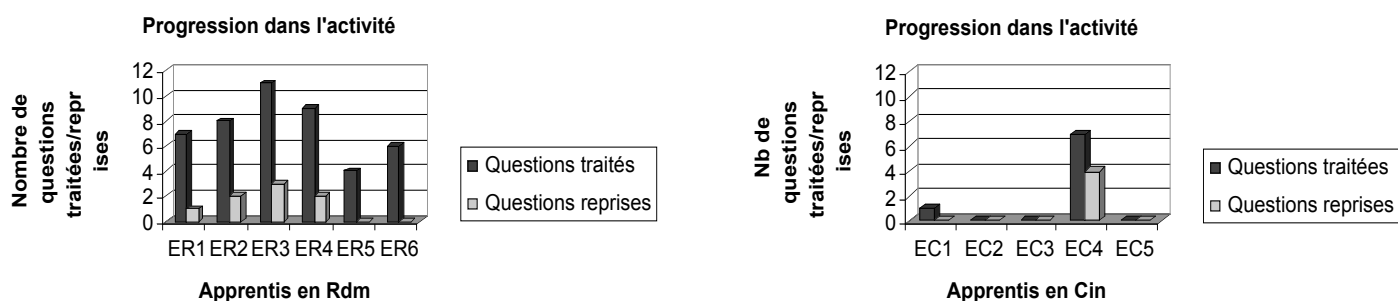 Progression dans l'activité
Nombre de
questions
traitées/repr
ises
12
10
8
6
4
2
0
ER1 ER2 ER3 ER4 ER5 ER6
Apprentis en Rdm
Questions traités
Questions reprises
Progression dans l'activité
Nb de
questions
traitées/repr
ises
12
10
8
6
4
2
0
EC1 EC2 EC3 EC4 EC5
Apprentis en Cin
Questions traitées
Questions reprises